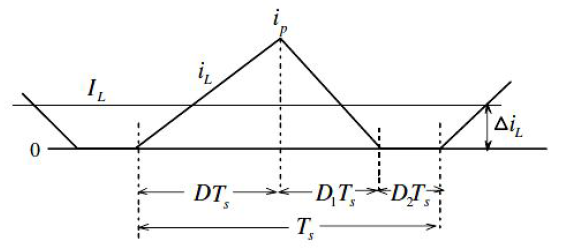 i_p
i_L
I_L
Δi_L
0
DT_s
D_1T_s
D_2T_s
T_s